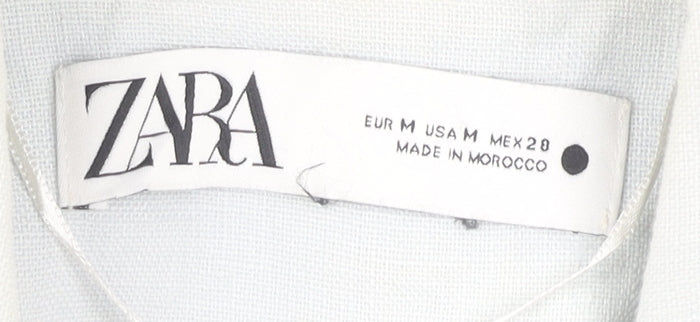 ZARA
EUR M USA M MEX 28
MADE IN MOROCCO